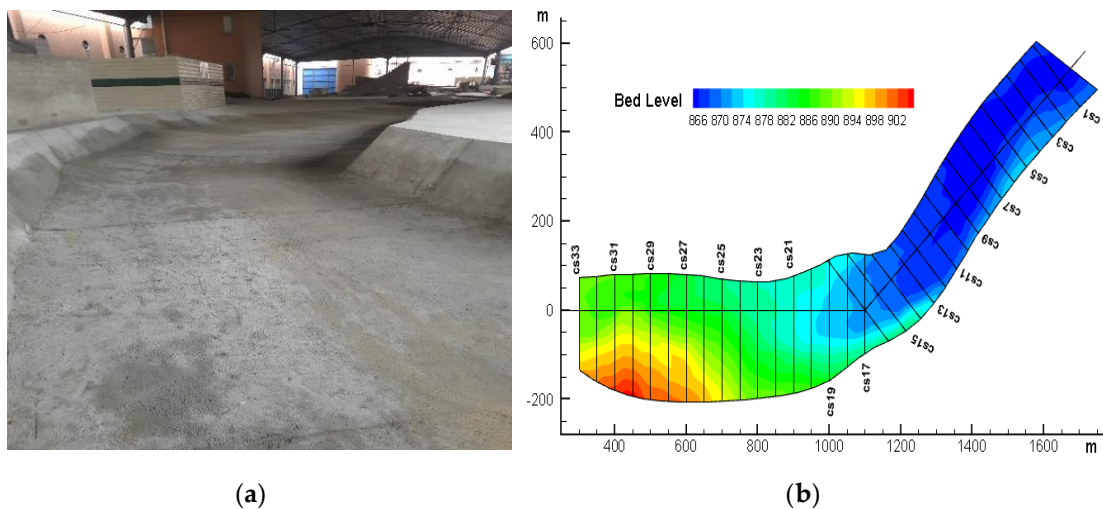 m
600
400
200
0
-200
Bed Level
866 870 874 878 882 886 890 894 898 902
cs33 cs31 cs29 cs27 cs25 cs23 cs21
cs19 cs17 cs15 cs13 cs11 cs9 cs7 cs5 cs3 cs1
400 600 800 1000 1200 1400 1600 m
(a) (b)